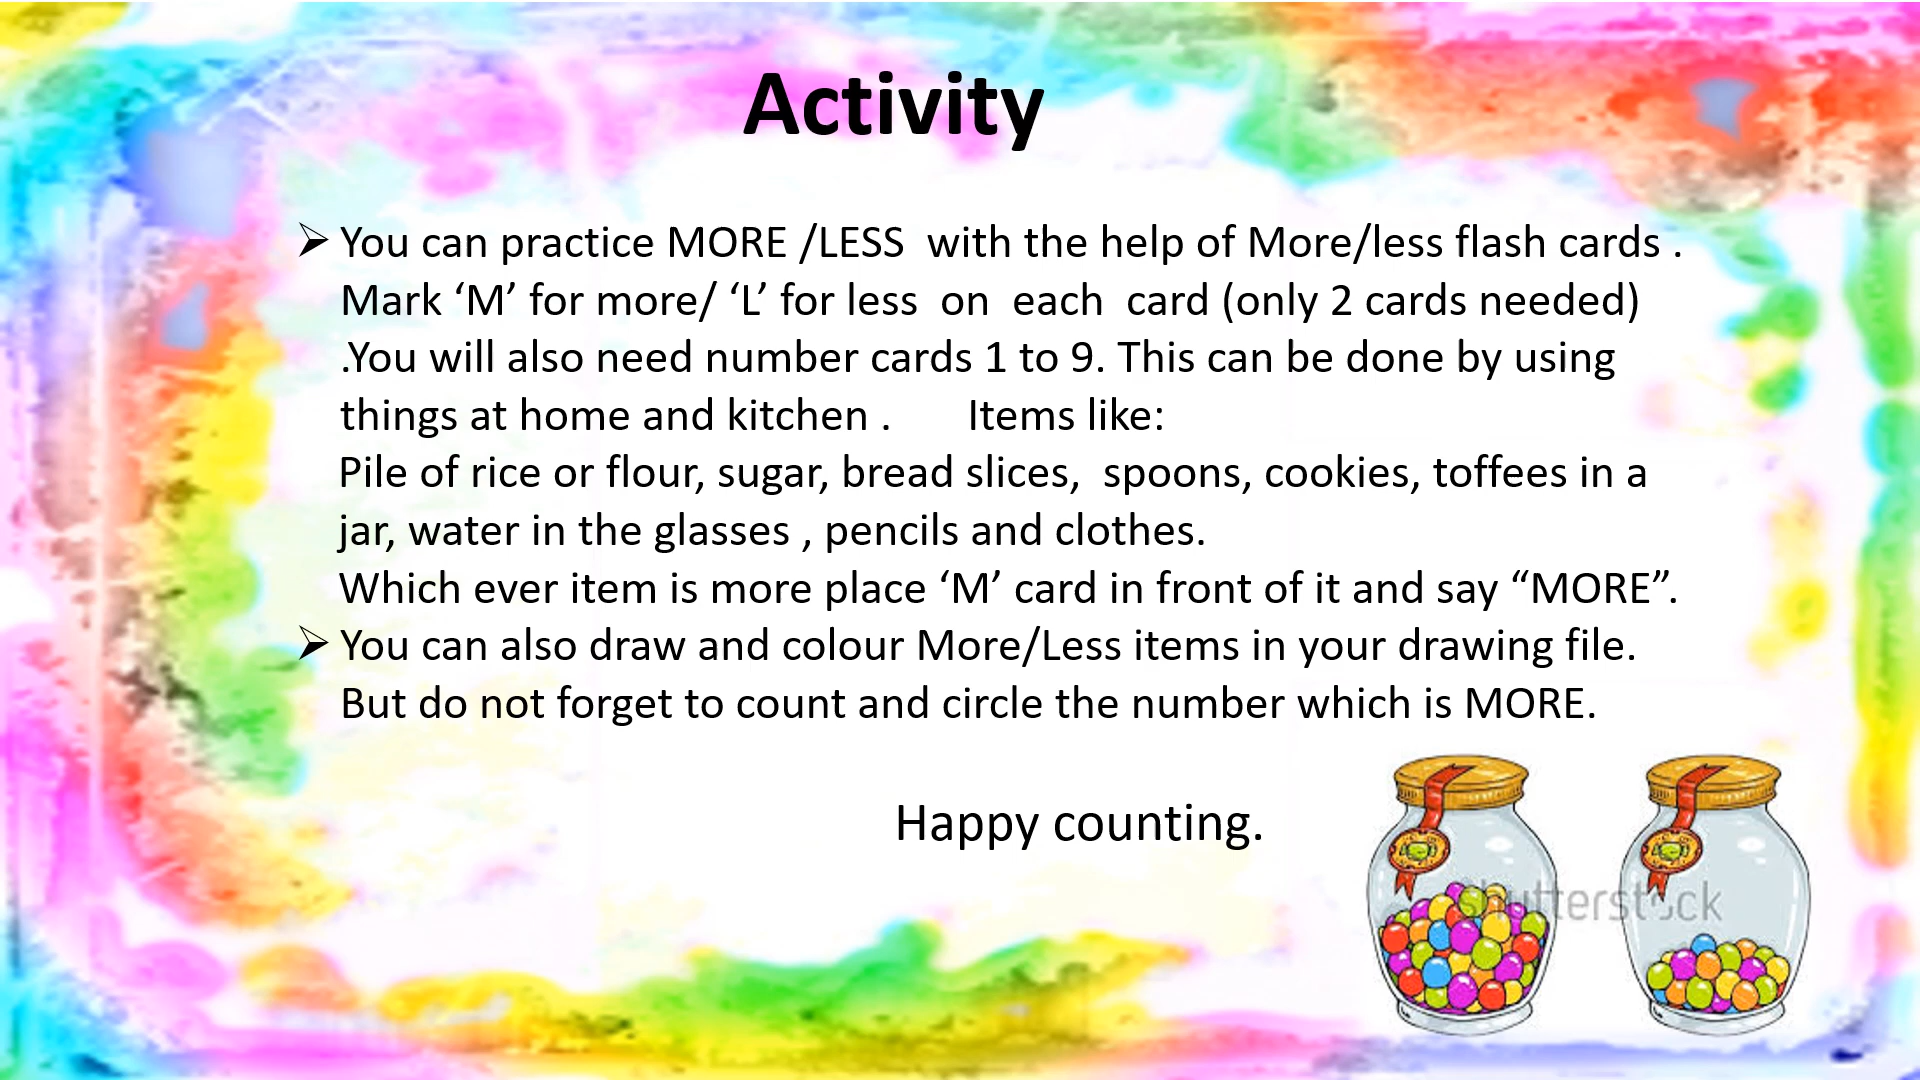 Activity
➢ You can practice MORE /LESS  with the help of More/less flash cards .
Mark ‘M’ for more/ ‘L’ for less  on  each  card (only 2 cards needed)
.You will also need number cards 1 to 9. This can be done by using
things at home and kitchen .       Items like:
Pile of rice or flour, sugar, bread slices,  spoons, cookies, toffees in a
jar, water in the glasses , pencils and clothes.
Which ever item is more place ‘M’ card in front of it and say “MORE”.
➢ You can also draw and colour More/Less items in your drawing file.
But do not forget to count and circle the number which is MORE.
Happy counting.
shutterstock